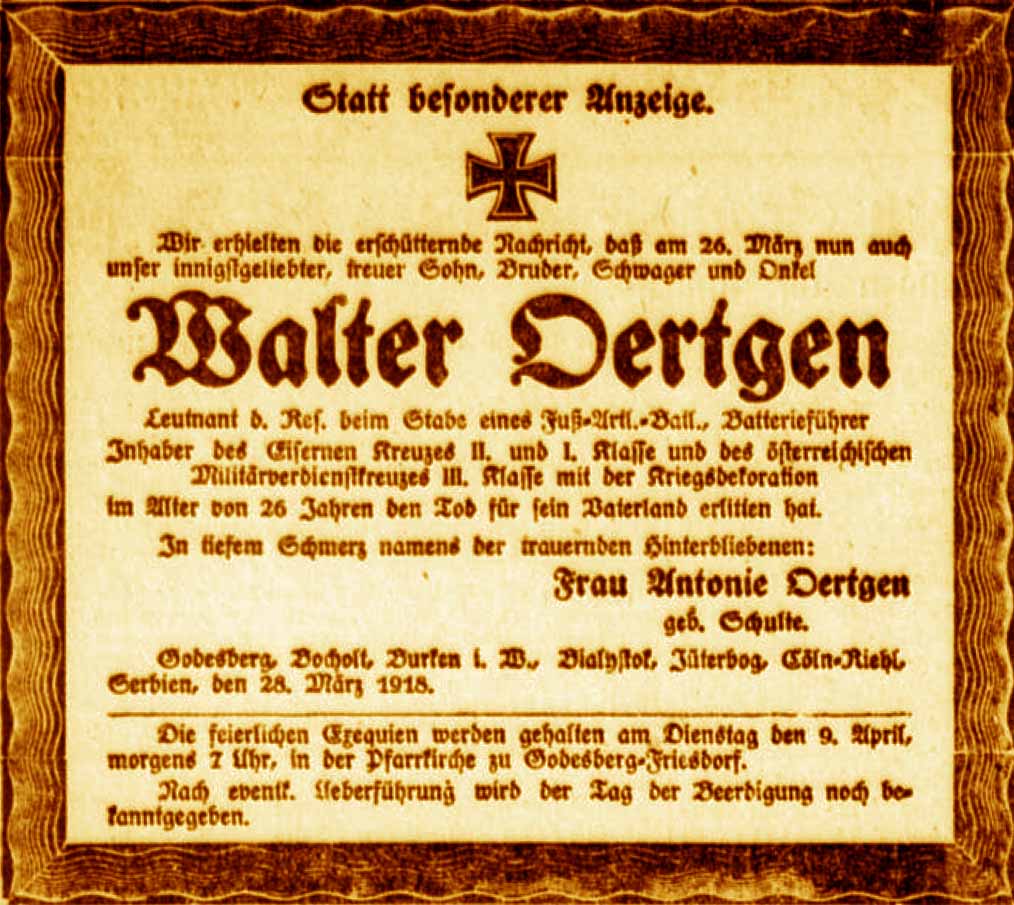 Statt besonderer Anzeige.
Wir erhielten die erschütternde Nachricht, daß am 26. März nun auch
unser innigstgeliebter, treuer Sohn, Bruder, Schwager und Onkel
Walter Oertgen
Leutnant d. Res. beim Stabe eines Fuß-Artl.-Batl., Batterieführer
Inhaber des Eisernen Kreuzes II. und I. Klasse und des österreichischen
Militärverdienstkreuzes III. Klasse mit der Kriegsdekoration
im Alter von 26 Jahren den Tod für sein Vaterland erlitten hat.
In tiefem Schmerz namens der trauernden Hinterbliebenen:
Frau Antonie Oertgen
geb. Schulte.
Godesberg, Bocholt, Burken i. W., Bialystok, Jüterbog, Cöln-Riehl,
Serbien, den 28. März 1918.
Die feierlichen Exequien werden gehalten am Dienstag den 9. April,
morgens 7 Uhr, in der Pfarrkirche zu Godesberg-Friesdorf.
Nach eventl. Ueberführung wird der Tag der Beerdigung noch be-
kanntgegeben.